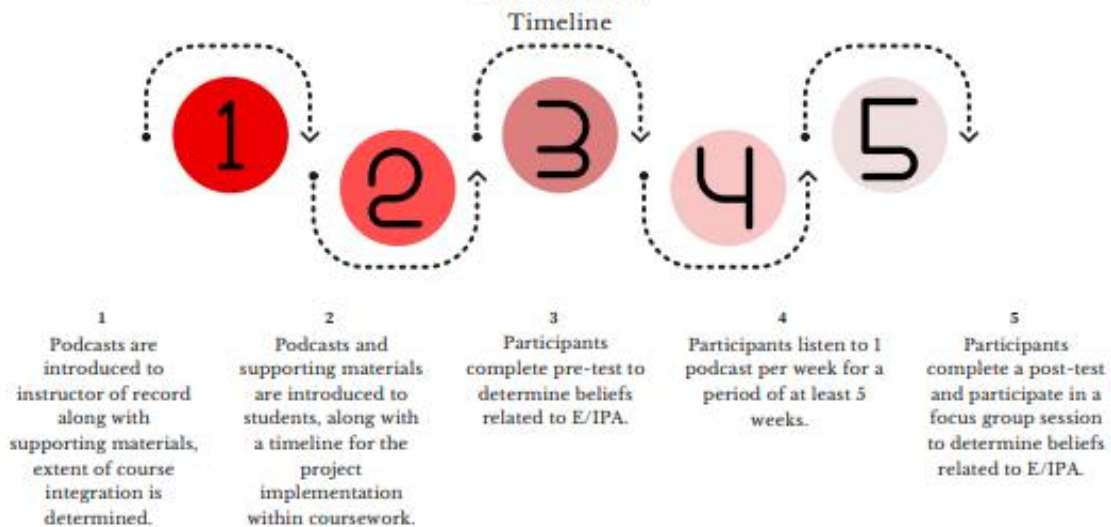 Timeline
1
2
3
4
5
1
Podcasts are
introduced to
instructor of record
along with
supporting materials,
extent of course
integration is
determined.
2
Podcasts and
supporting materials
are introduced to
students, along with
a timeline for the
project
implementation
within coursework.
3
Participants
complete pre-test to
determine beliefs
related to E/IPA.
4
Participants listen to 1
podcast per week for a
period of at least 5
weeks.
5
Participants
complete a post-test
and participate in a
focus group session
to determine beliefs
related to E/IPA.